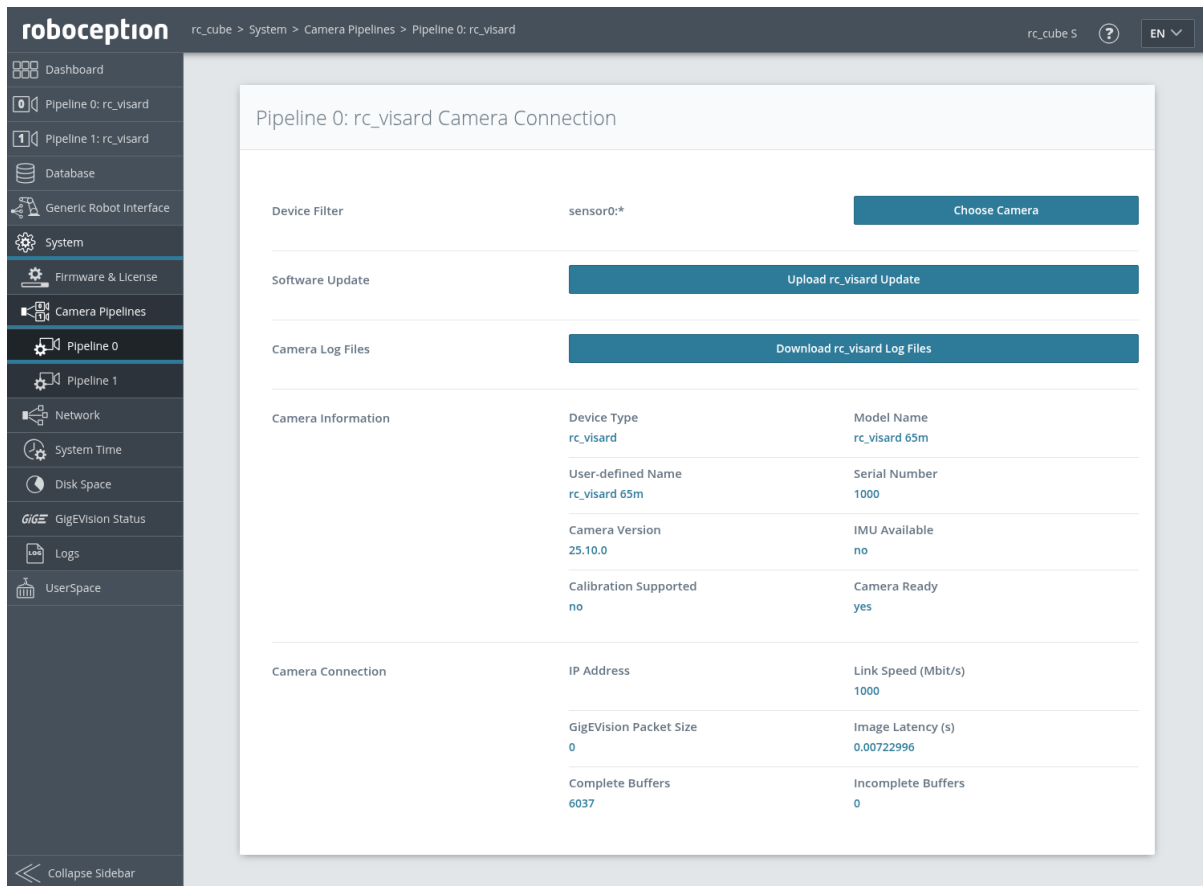 roboception
rc_cube > System > Camera Pipelines > Pipeline 0: rc_visard
rc_cube S
?
EN
Dashboard
0 Pipeline 0: rc_visard
1 Pipeline 1: rc_visard
Database
Generic Robot Interface
System
Firmware & License
Camera Pipelines
Pipeline 0
Pipeline 1
Network
System Time
Disk Space
GiGE GigEVision Status
LOG Logs
UserSpace
Collapse Sidebar
Pipeline 0: rc_visard Camera Connection
Device Filter
sensor0:*
Choose Camera
Software Update
Upload rc_visard Update
Camera Log Files
Download rc_visard Log Files
Camera Information
Device Type
rc_visard
Model Name
rc_visard 65m
User-defined Name
rc_visard 65m
Serial Number
1000
Camera Version
25.10.0
IMU Available
no
Calibration Supported
no
Camera Ready
yes
Camera Connection
IP Address
Link Speed (Mbit/s)
1000
GigEVision Packet Size
0
Image Latency (s)
0.00722996
Complete Buffers
6037
Incomplete Buffers
0